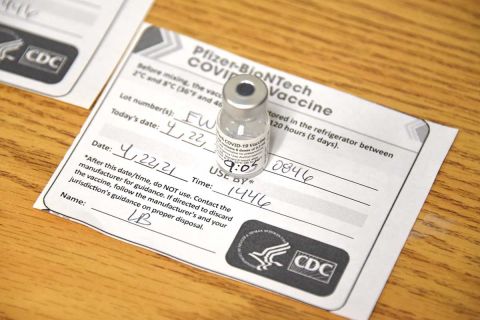 CDC
Pfizer-BioNTech
COVID Vaccine
Before mixing, the vaccine stored in the refrigerator between
2°C and 8°C (36°F and 46 120 hours (5 days).
Lot number(s):
Today's date: 4/22 0846
COVID-19
9:05
USE BY*
Date: 4/22/21 Time: 1446
*After this date/time, do NOT use. Contact the
manufacturer for guidance. If directed to discard
the vaccine, follow the manufacturer's and your
jurisdiction's guidance on proper disposal.
Name:
CDC